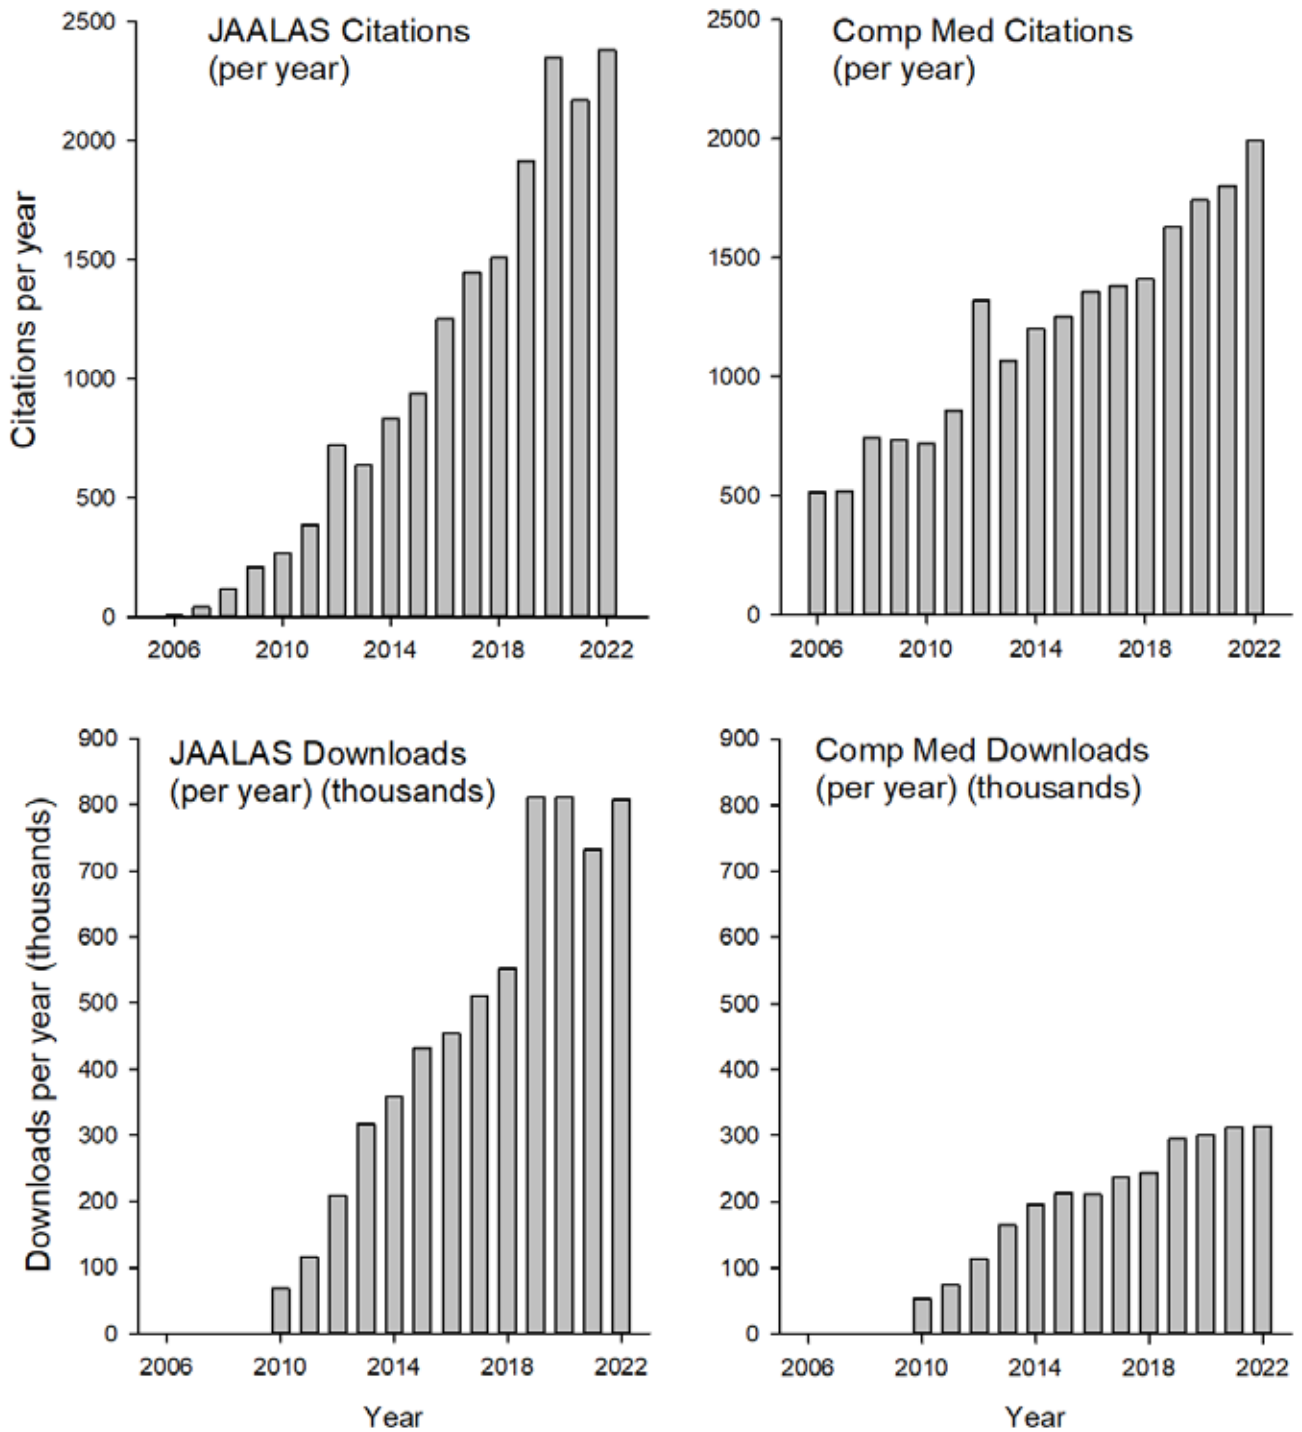 JAALAS Citations
(per year)
Citations per year
2500
2000
1500
1000
500
0
2006 2010 2014 2018 2022
Comp Med Citations
(per year)
2500
2000
1500
1000
500
0
2006 2010 2014 2018 2022
JAALAS Downloads
(per year) (thousands)
Downloads per year (thousands)
900
800
700
600
500
400
300
200
100
0
2006 2010 2014 2018 2022
Year
Comp Med Downloads
(per year) (thousands)
900
800
700
600
500
400
300
200
100
0
2006 2010 2014 2018 2022
Year